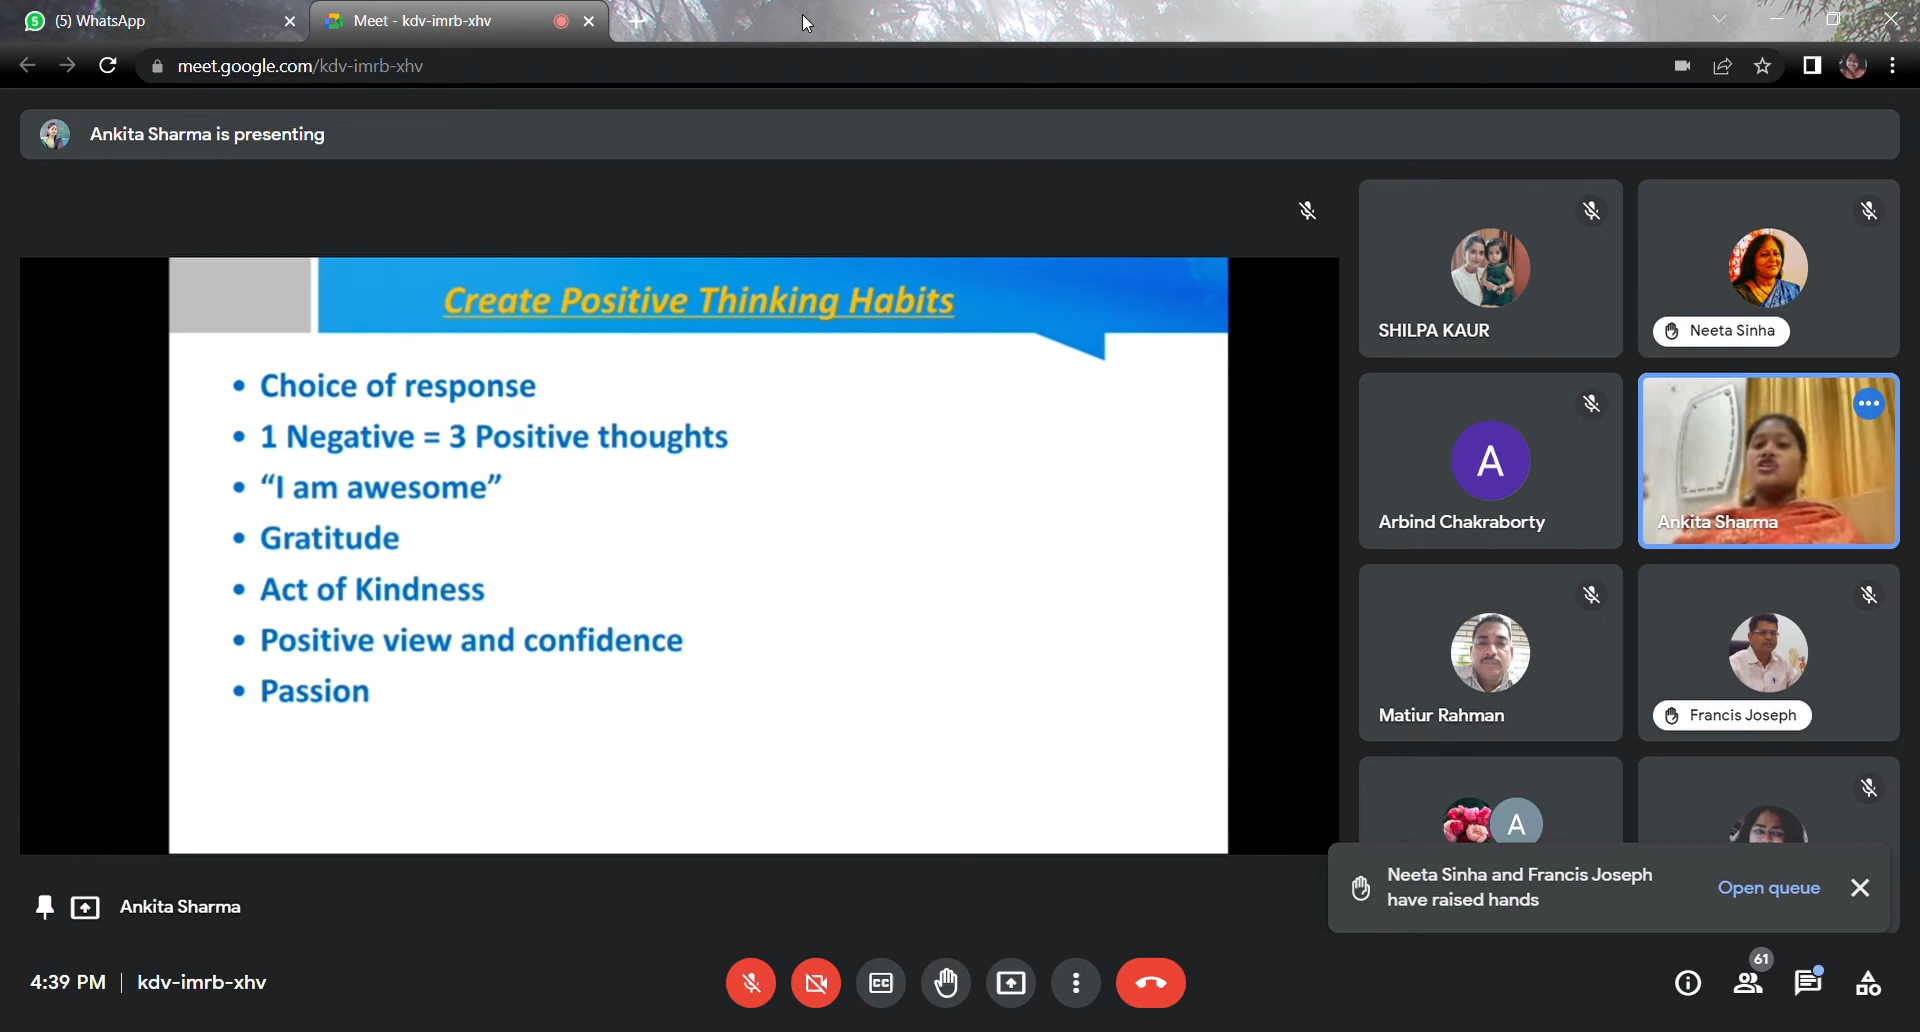 5 (5) WhatsApp
Meet - kdv-imrb-xhv
meet.google.com/kdv-imrb-xhv
Ankita Sharma is presenting
Create Positive Thinking Habits
• Choice of response
• 1 Negative = 3 Positive thoughts
• “I am awesome”
• Gratitude
• Act of Kindness
• Positive view and confidence
• Passion
SHILPA KAUR
Neeta Sinha
A
Arbind Chakraborty
Ankita Sharma
Matiur Rahman
Francis Joseph
A
Neeta Sinha and Francis Joseph
have raised hands
Open queue
Ankita Sharma
4:39 PM | kdv-imrb-xhv
CC
61